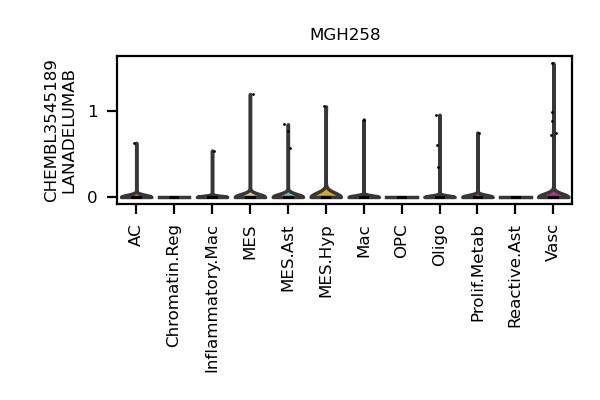 MGH258
CHEMBL3545189
LANADELUMAB
1
0
AC
Chromatin.Reg
Inflammatory.Mac
MES
MES.Ast
MES.Hyp
Mac
OPC
Oligo
Prolif.Metab
Reactive.Ast
Vasc